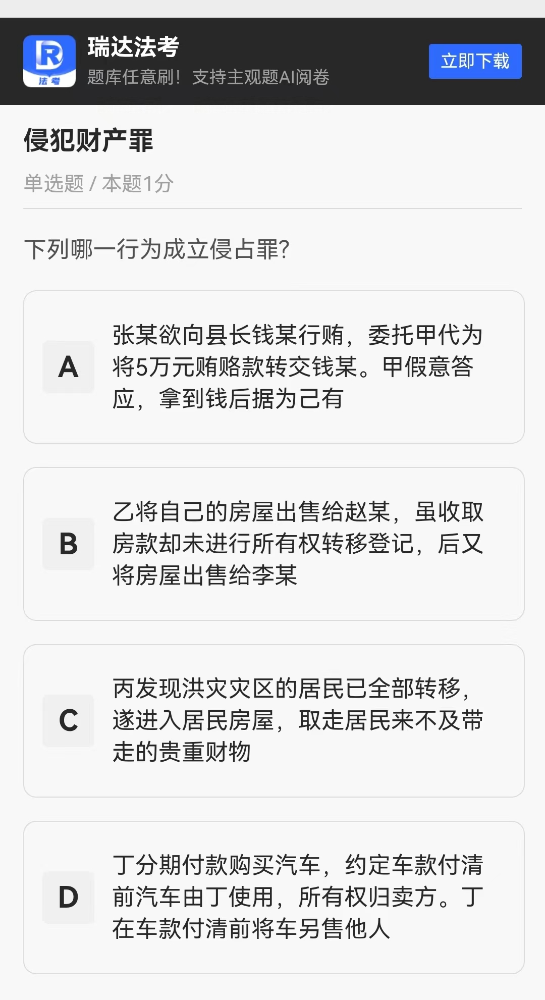 瑞达法考
题库任意刷！支持主观题AI阅卷
立即下载
法考
侵犯财产罪
单选题 / 本题1分
下列哪一行为成立侵占罪?
A
张某欲向县长钱某行贿，委托甲代为
将5万元贿赂款转交钱某。甲假意答
应，拿到钱后据为己有
B
乙将自己的房屋出售给赵某，虽收取
房款却未进行所有权转移登记，后又
将房屋出售给李某
C
丙发现洪灾灾区的居民已全部转移，
遂进入居民房屋，取走居民来不及带
走的贵重财物
D
丁分期付款购买汽车，约定车款付清
前汽车由丁使用，所有权归卖方。丁
在车款付清前将车另售他人